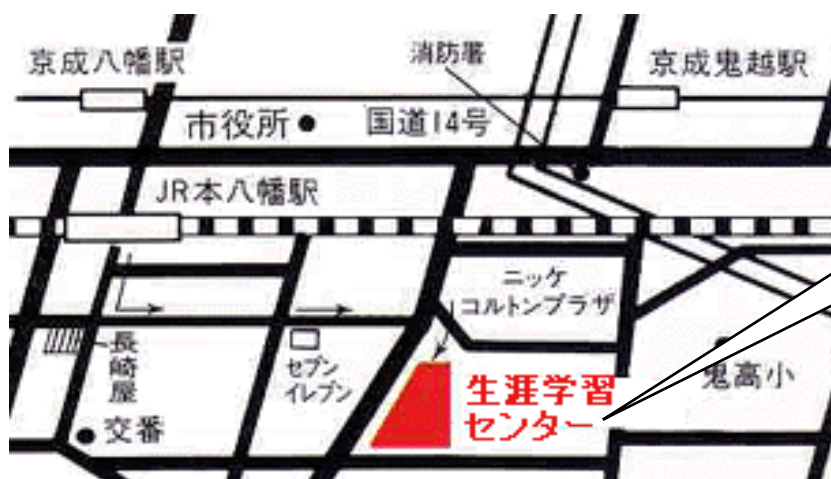 京成八幡駅
消防署
京成鬼越駅
市役所
国道14号
JR本八幡駅
ニッケ
コルトンプラザ
長崎屋
セブン
イレブン
生涯学習
センター
鬼高小
交番